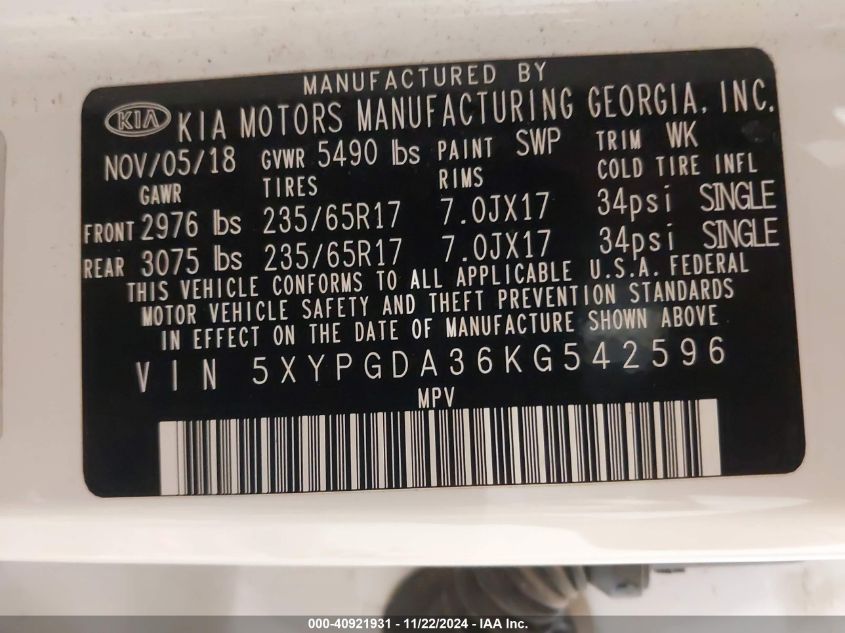 MANUFACTURED BY
KIA KIA MOTORS MANUFACTURING GEORGIA, INC.
NOV/05/18 GVWR 5490 lbs PAINT SWP TRIM WK
GAWR TIRES RIMS COLD TIRE INFL
FRONT 2976 lbs 235/65R17 7.0JX17 34psi SINGLE
REAR 3075 lbs 235/65R17 7.0JX17 34psi SINGLE
THIS VEHICLE CONFORMS TO ALL APPLICABLE U.S.A. FEDERAL
MOTOR VEHICLE SAFETY AND THEFT PREVENTION STANDARDS
IN EFFECT ON THE DATE OF MANUFACTURE SHOWN ABOVE
VIN 5XYPGDA36KG542596
MPV
000-40921931 - 11/22/2024 - IAA Inc.